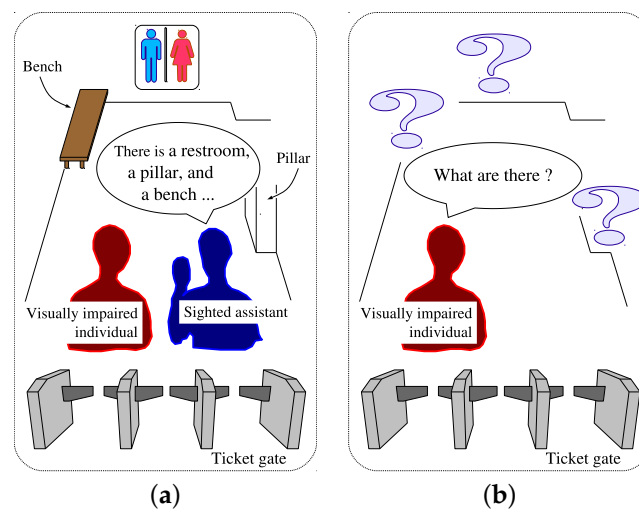 Bench
There is a restroom,
a pillar, and
a bench ...
Pillar
Visually impaired
individual
Sighted assistant
Ticket gate
(a)
What are there ?
Visually impaired
individual
Ticket gate
(b)